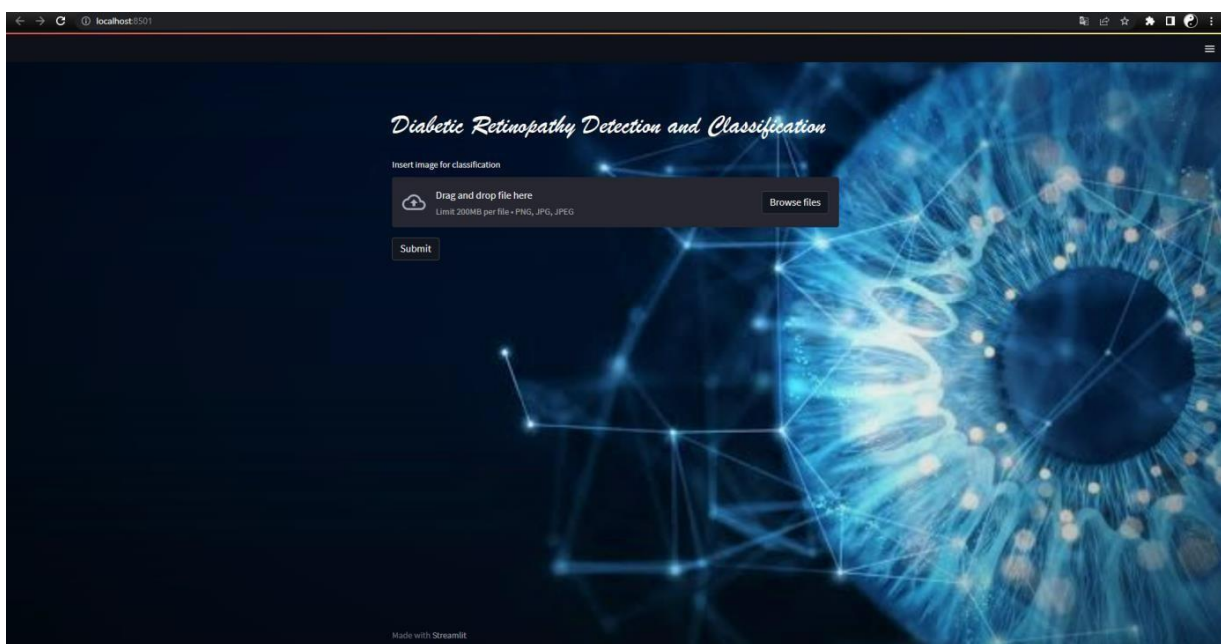 localhost:8501
Diabetic Retinopathy Detection and Classification
Insert image for classification
Drag and drop file here
Limit 200MB per file • PNG, JPG, JPEG
Browse files
Submit
Made with Streamlit